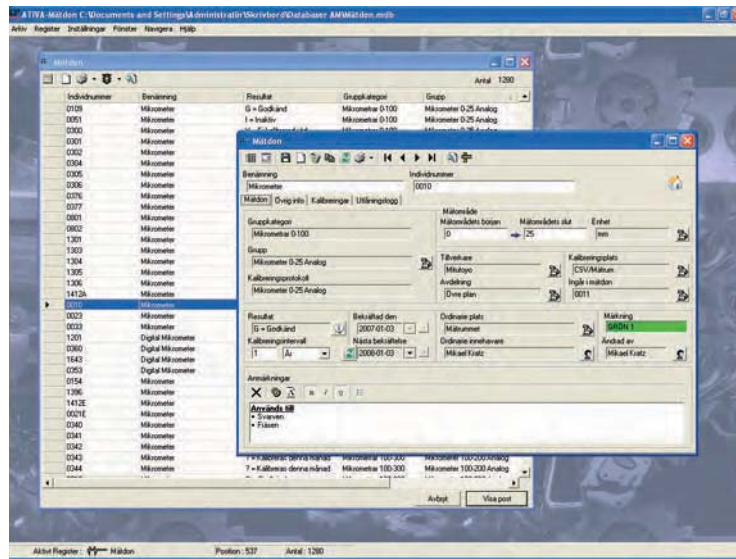 ATIVA-Mätdon C:\Documents and Settings\Administratör\Skrivbord\Databaser AM\Mätdon.mdb
Arkiv Register Inställningar Fönster Navigera Hjälp
Mätdon
Antal 1280
Individnummer Benämning Resultat Gruppkategori Grupp
0109 Mikrometer G = Godkänd Mikrometrar 0-100 Mikrometer 0-25 Analog
0051 Mikrometer I = Inaktiv Mikrometrar 0-100 Mikrometer 0-25 Analog
0300 Mikrometer
0301 Mikrometer
0302 Mikrometer
0304 Mikrometer
0305 Mikrometer
0306 Mikrometer
0376 Mikrometer
0377 Mikrometer
0801 Mikrometer
0802 Mikrometer
1301 Mikrometer
1303 Mikrometer
1304 Mikrometer
1305 Mikrometer
1306 Mikrometer
1412A Mikrometer
0010 Mikrometer
0023 Mikrometer
0033 Mikrometer
1201 Digital Mikrometer
0360 Digital Mikrometer
1643 Digital Mikrometer
0353 Digital Mikrometer
0154 Mikrometer
1396 Mikrometer
1412E Mikrometer
0021E Mikrometer
0340 Mikrometer
0341 Mikrometer
0342 Mikrometer
0343 Mikrometer ? = Kalibreras denna månad Mikrometrar 100-300 Mikrometer 100-200 Analog
0344 Mikrometer ? = Kalibreras denna månad Mikrometrar 100-300 Mikrometer 100-200 Analog
Avbryt Visa post
Mätdon
Benämning Individnummer
Mikrometer 0010
Mätdon Övrig info Kalibreringar Utlåningslogg
Gruppkategori
Mikrometrar 0-100
Grupp
Mikrometer 0-25 Analog
Kalibreringsprotokoll
Mikrometer 0-25 Analog
Mätområde
Mätområdets början Mätområdets slut Enhet
0 25 mm
Tillverkare Kalibreringsplats
Mitutoyo CSV/Mätrum
Avdelning Ingår i mätdon
Övre plan 0011
Resultat Bekräftad den
G = Godkänd 2007-01-03
Kalibreringsintervall Nästa bekräftelse
1 År 2008-01-03
Ordinarie plats Märkning
Mätrummet GRÖN 1
Ordinarie innehavare Ändrad av
Mikael Kratz Mikael Kratz
Anmärkningar
Används till
• Svarven
• Fräsen
Aktivt Register: Mätdon Position: 537 Antal: 1280